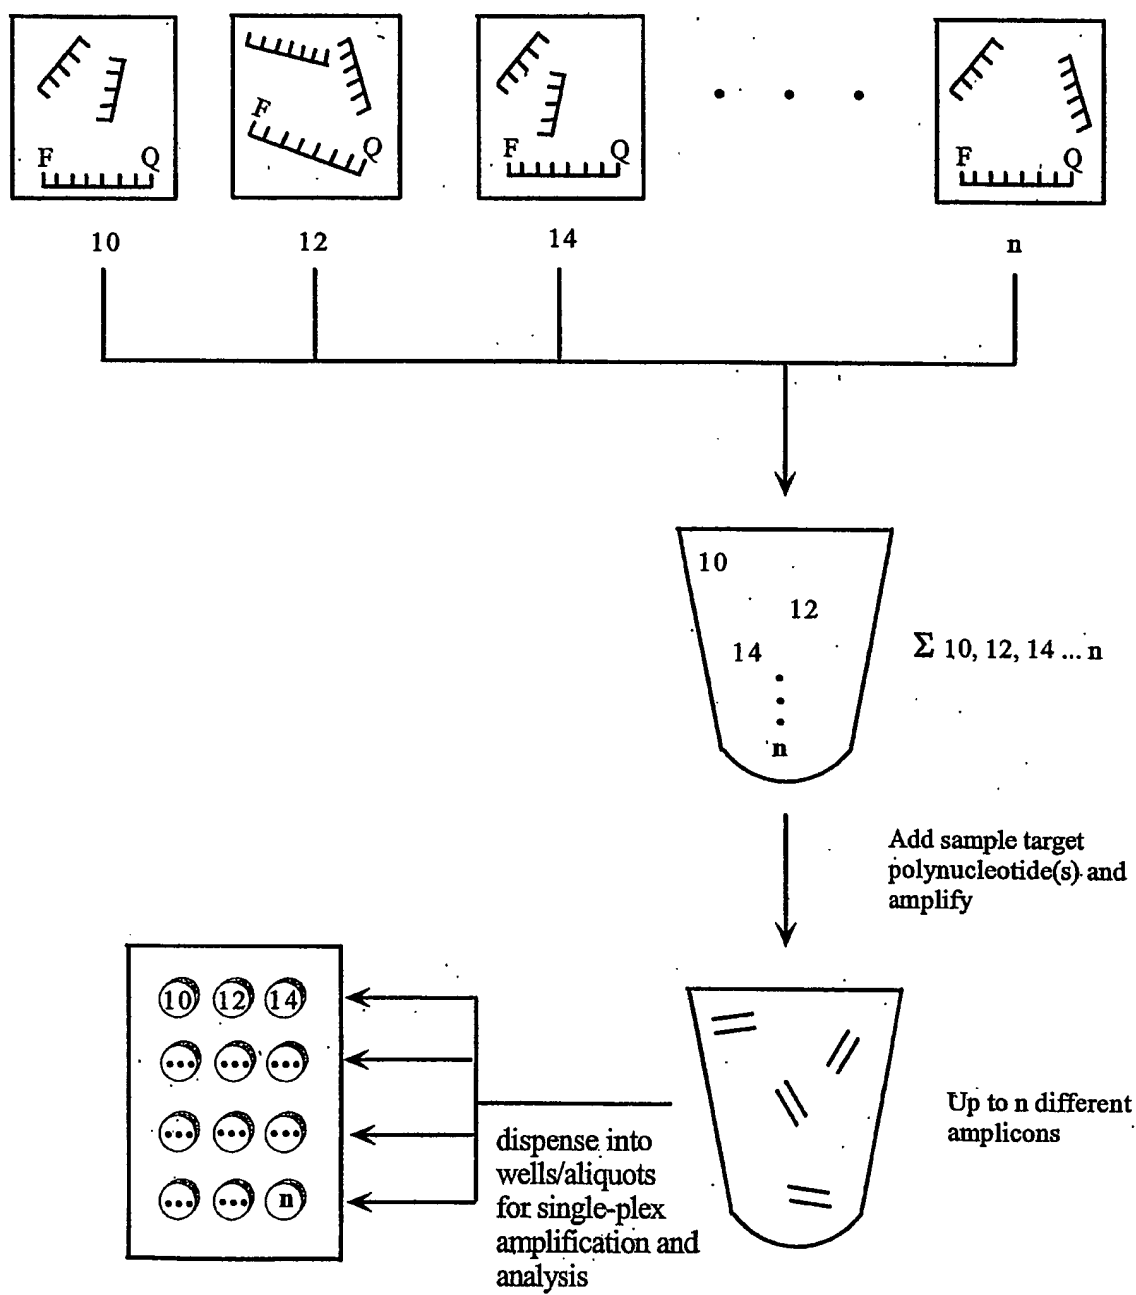 F Q
F Q
F Q
F Q
10 12 14 n
10
12
14
n
Σ 10, 12, 14 ... n
Add sample target
polynucleotide(s) and
amplify
10 12 14
... ... ...
... ... ...
... ... n
dispense into
wells/aliquots
for single-plex
amplification and
analysis
Up to n different
amplicons